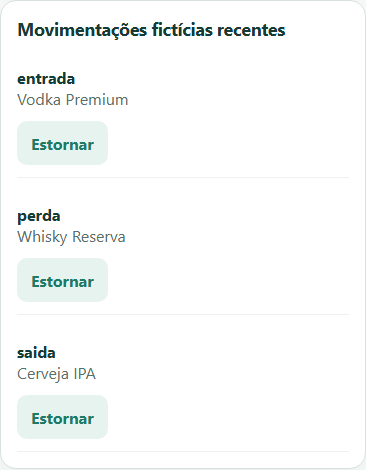 Movimentações fictícias recentes
entrada
Vodka Premium
Estornar
perda
Whisky Reserva
Estornar
saida
Cerveja IPA
Estornar